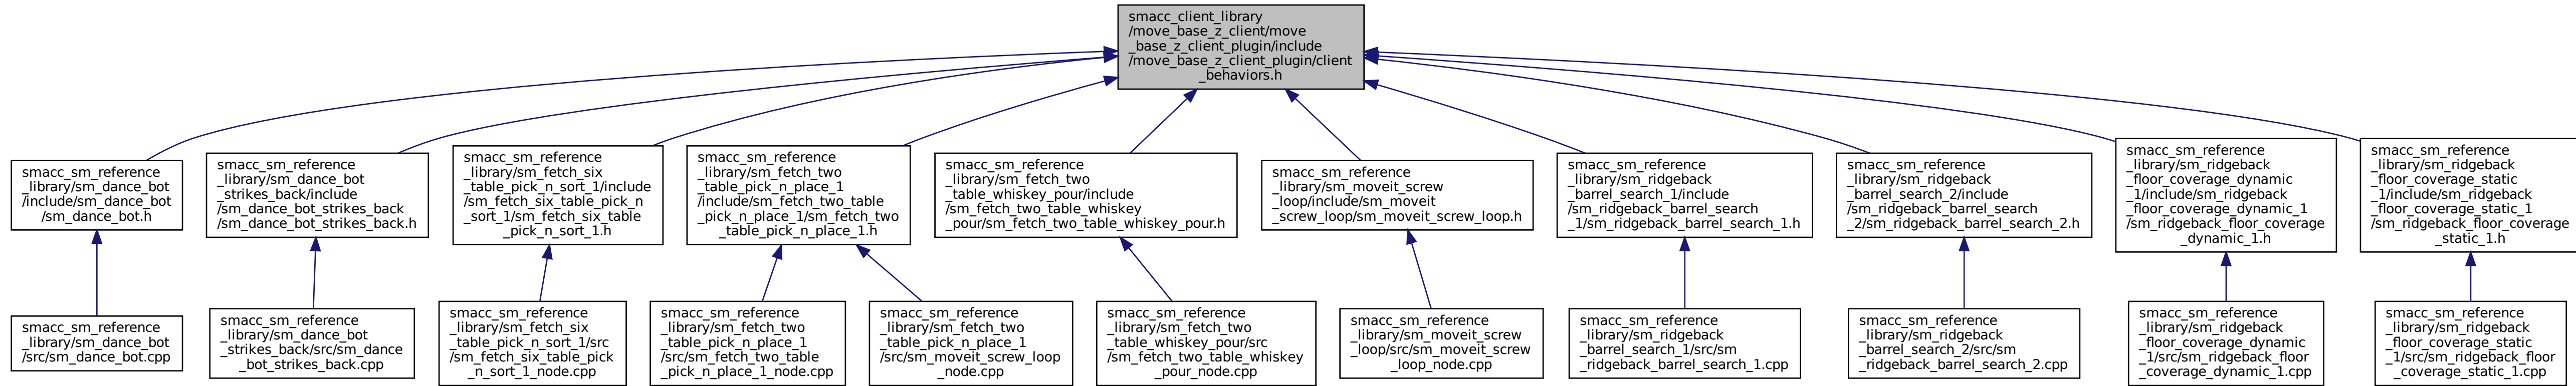 smacc_client_library
/move_base_z_client/move
_base_z_client_plugin/include
/move_base_z_client_plugin/client
_behaviors.h
smacc_sm_reference
_library/sm_dance_bot
/include/sm_dance_bot
/sm_dance_bot.h
smacc_sm_reference
_library/sm_dance_bot
_strikes_back/include
/sm_dance_bot_strikes_back
/sm_dance_bot_strikes_back.h
smacc_sm_reference
_library/sm_fetch_six
_table_pick_n_sort_1/include
/sm_fetch_six_table_pick_n
_sort_1/sm_fetch_six_table
_pick_n_sort_1.h
smacc_sm_reference
_library/sm_fetch_two
_table_pick_n_place_1
/include/sm_fetch_two_table
_pick_n_place_1/sm_fetch_two
_table_pick_n_place_1.h
smacc_sm_reference
_library/sm_fetch_two
_table_whiskey_pour/include
/sm_fetch_two_table_whiskey
_pour/sm_fetch_two_table_whiskey_pour.h
smacc_sm_reference
_library/sm_moveit_screw
_loop/include/sm_moveit
_screw_loop/sm_moveit_screw_loop.h
smacc_sm_reference
_library/sm_ridgeback
_barrel_search_1/include
/sm_ridgeback_barrel_search
_1/sm_ridgeback_barrel_search_1.h
smacc_sm_reference
_library/sm_ridgeback
_barrel_search_2/include
/sm_ridgeback_barrel_search
_2/sm_ridgeback_barrel_search_2.h
smacc_sm_reference
_library/sm_ridgeback
_floor_coverage_dynamic
_1/include/sm_ridgeback
_floor_coverage_dynamic_1
/sm_ridgeback_floor_coverage
_dynamic_1.h
smacc_sm_reference
_library/sm_ridgeback
_floor_coverage_static
_1/include/sm_ridgeback
_floor_coverage_static_1
/sm_ridgeback_floor_coverage
_static_1.h
smacc_sm_reference
_library/sm_dance_bot
/src/sm_dance_bot.cpp
smacc_sm_reference
_library/sm_dance_bot
_strikes_back/src/sm_dance
_bot_strikes_back.cpp
smacc_sm_reference
_library/sm_fetch_six
_table_pick_n_sort_1/src
/sm_fetch_six_table_pick
_n_sort_1_node.cpp
smacc_sm_reference
_library/sm_fetch_two
_table_pick_n_place_1
/src/sm_fetch_two_table
_pick_n_place_1_node.cpp
smacc_sm_reference
_library/sm_fetch_two
_table_pick_n_place_1
/src/sm_moveit_screw_loop
_node.cpp
smacc_sm_reference
_library/sm_fetch_two
_table_whiskey_pour/src
/sm_fetch_two_table_whiskey
_pour_node.cpp
smacc_sm_reference
_library/sm_moveit_screw
_loop/src/sm_moveit_screw
_loop_node.cpp
smacc_sm_reference
_library/sm_ridgeback
_barrel_search_1/src/sm
_ridgeback_barrel_search_1.cpp
smacc_sm_reference
_library/sm_ridgeback
_barrel_search_2/src/sm
_ridgeback_barrel_search_2.cpp
smacc_sm_reference
_library/sm_ridgeback
_floor_coverage_dynamic
_1/src/sm_ridgeback_floor
_coverage_dynamic_1.cpp
smacc_sm_reference
_library/sm_ridgeback
_floor_coverage_static
_1/src/sm_ridgeback_floor
_coverage_static_1.cpp